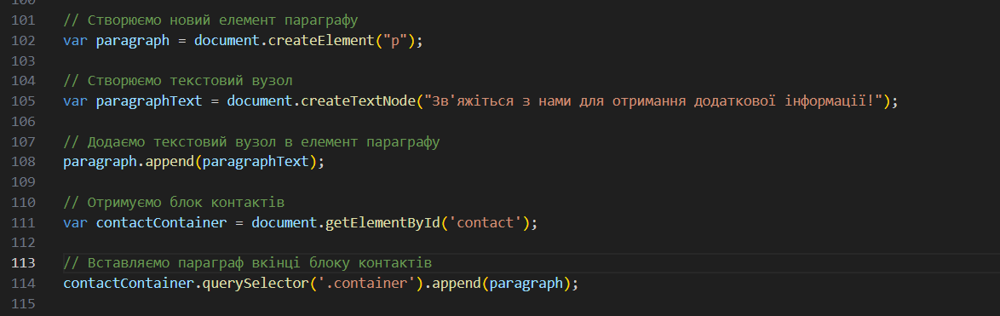 100
101 // Створюємо новий елемент параграфу
102 var paragraph = document.createElement("p");
103
104 // Створюємо текстовий вузол
105 var paragraphText = document.createTextNode("Зв'яжіться з нами для отримання додаткової інформації!");
106
107 // Додаємо текстовий вузол в елемент параграфу
108 paragraph.append(paragraphText);
109
110 // Отримуємо блок контактів
111 var contactContainer = document.getElementById('contact');
112
113 // Вставляємо параграф вкінці блоку контактів
114 contactContainer.querySelector('.container').append(paragraph);
115